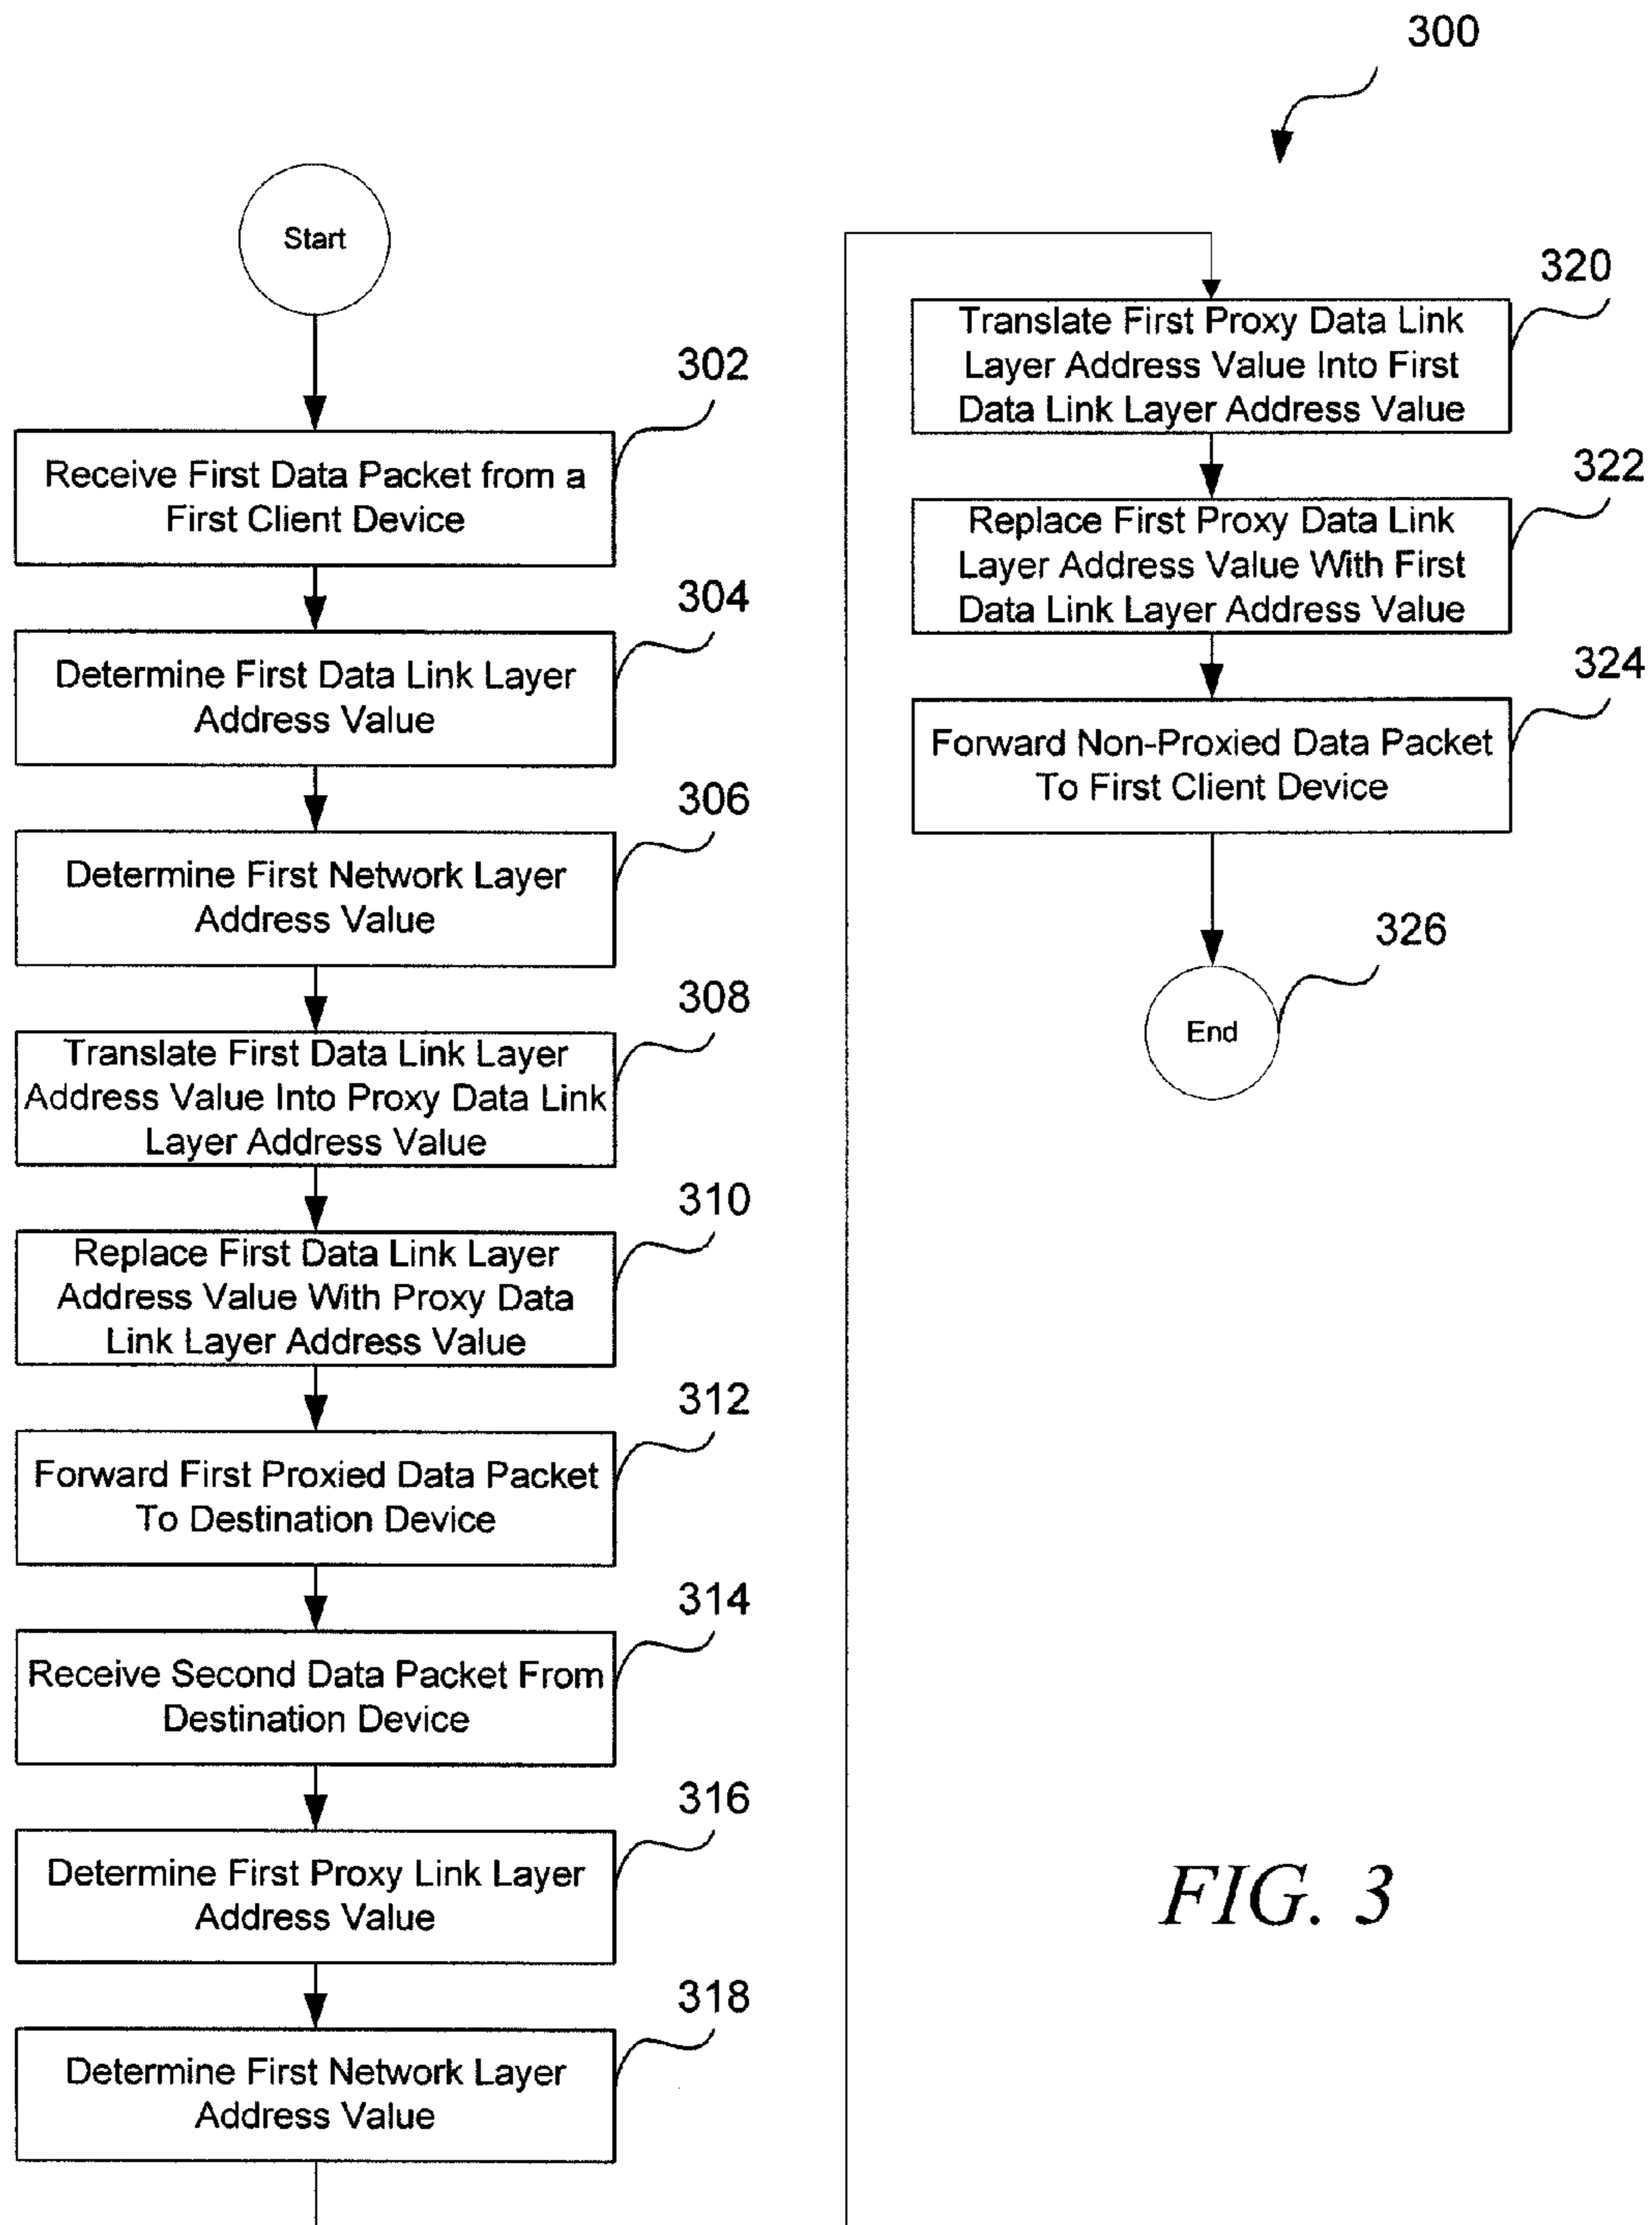 300
Start
302
Receive First Data Packet from a
First Client Device
304
Determine First Data Link Layer
Address Value
306
Determine First Network Layer
Address Value
308
Translate First Data Link Layer
Address Value Into Proxy Data Link
Layer Address Value
310
Replace First Data Link Layer
Address Value With Proxy Data
Link Layer Address Value
312
Forward First Proxied Data Packet
To Destination Device
314
Receive Second Data Packet From
Destination Device
316
Determine First Proxy Link Layer
Address Value
318
Determine First Network Layer
Address Value
320
Translate First Proxy Data Link
Layer Address Value Into First
Data Link Layer Address Value
322
Replace First Proxy Data Link
Layer Address Value With First
Data Link Layer Address Value
324
Forward Non-Proxied Data Packet
To First Client Device
326
End
FIG. 3